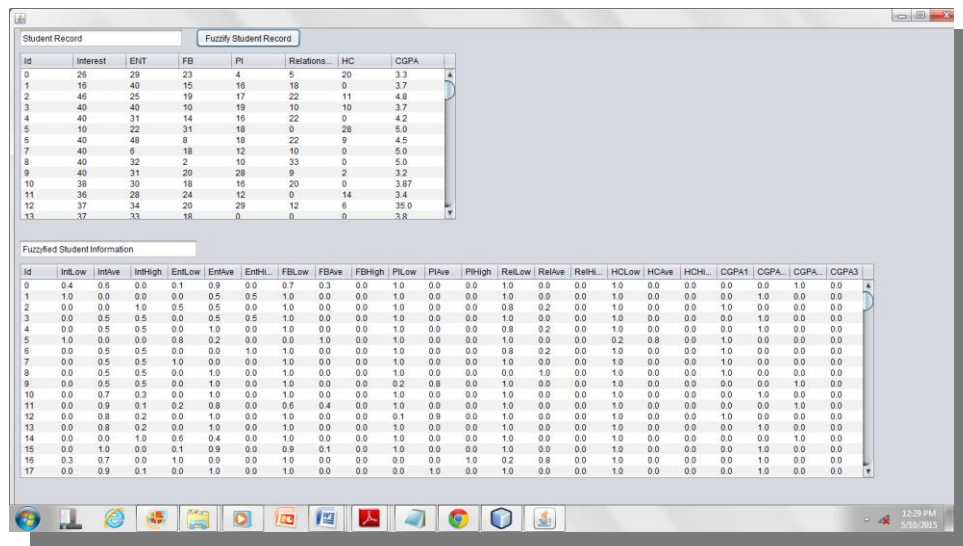 Student Record Fuzzify Student Record
Id Interest ENT FB PI Relations... HC CGPA
0 26 29 23 4 5 20 3.3
1 16 40 15 16 18 0 3.7
2 46 25 19 17 22 11 4.8
3 40 40 10 19 10 10 3.7
4 40 31 14 16 22 0 4.2
5 10 22 31 18 0 28 5.0
6 40 48 8 18 22 9 4.5
7 40 6 18 12 10 0 5.0
8 40 32 2 10 33 0 5.0
9 40 31 20 28 9 2 3.2
10 38 30 18 16 20 0 3.87
11 36 28 24 12 0 14 3.4
12 37 34 20 29 12 6 35.0
13 37 33 18 0 0 0 3.8
Fuzzyfied Student Information
Id IntLow IntAve IntHigh EntLow EntAve EntHi... FBLow FBAve FBHigh PILow PIAve PIHigh RelLow RelAve RelHi... HCLow HCAve HCHi... CGPA1 CGPA... CGPA... CGPA3
0 0.4 0.6 0.0 0.1 0.9 0.0 0.7 0.3 0.0 1.0 0.0 0.0 1.0 0.0 0.0 1.0 0.0 0.0 0.0 0.0 1.0 0.0
1 1.0 0.0 0.0 0.0 0.5 0.5 1.0 0.0 0.0 1.0 0.0 0.0 1.0 0.0 0.0 1.0 0.0 0.0 0.0 1.0 0.0 0.0
2 0.0 0.0 1.0 0.5 0.5 0.0 1.0 0.0 0.0 1.0 0.0 0.0 0.8 0.2 0.0 1.0 0.0 0.0 1.0 0.0 0.0 0.0
3 0.0 0.5 0.5 0.0 0.5 0.5 1.0 0.0 0.0 1.0 0.0 0.0 1.0 0.0 0.0 1.0 0.0 0.0 0.0 1.0 0.0 0.0
4 0.0 0.5 0.5 0.0 1.0 0.0 1.0 0.0 0.0 1.0 0.0 0.0 0.8 0.2 0.0 1.0 0.0 0.0 0.0 1.0 0.0 0.0
5 1.0 0.0 0.0 0.8 0.2 0.0 0.0 1.0 0.0 1.0 0.0 0.0 1.0 0.0 0.0 0.2 0.8 0.0 1.0 0.0 0.0 0.0
6 0.0 0.5 0.5 0.0 0.0 1.0 1.0 0.0 0.0 1.0 0.0 0.0 0.8 0.2 0.0 1.0 0.0 0.0 1.0 0.0 0.0 0.0
7 0.0 0.5 0.5 1.0 0.0 0.0 1.0 0.0 0.0 1.0 0.0 0.0 1.0 0.0 0.0 1.0 0.0 0.0 1.0 0.0 0.0 0.0
8 0.0 0.5 0.5 0.0 1.0 0.0 1.0 0.0 0.0 1.0 0.0 0.0 0.0 1.0 0.0 1.0 0.0 0.0 1.0 0.0 0.0 0.0
9 0.0 0.5 0.5 0.0 1.0 0.0 1.0 0.0 0.0 0.2 0.8 0.0 1.0 0.0 0.0 1.0 0.0 0.0 0.0 0.0 1.0 0.0
10 0.0 0.7 0.3 0.0 1.0 0.0 1.0 0.0 0.0 1.0 0.0 0.0 1.0 0.0 0.0 1.0 0.0 0.0 0.0 1.0 0.0 0.0
11 0.0 0.9 0.1 0.2 0.8 0.0 0.6 0.4 0.0 1.0 0.0 0.0 1.0 0.0 0.0 1.0 0.0 0.0 0.0 0.0 1.0 0.0
12 0.0 0.8 0.2 0.0 1.0 0.0 1.0 0.0 0.0 0.1 0.9 0.0 1.0 0.0 0.0 1.0 0.0 0.0 1.0 0.0 0.0 0.0
13 0.0 0.8 0.2 0.0 1.0 0.0 1.0 0.0 0.0 1.0 0.0 0.0 1.0 0.0 0.0 1.0 0.0 0.0 0.0 1.0 0.0 0.0
14 0.0 0.0 1.0 0.6 0.4 0.0 1.0 0.0 0.0 1.0 0.0 0.0 1.0 0.0 0.0 1.0 0.0 0.0 0.0 0.0 1.0 0.0
15 0.0 1.0 0.0 0.1 0.9 0.0 0.9 0.1 0.0 1.0 0.0 0.0 1.0 0.0 0.0 1.0 0.0 0.0 0.0 1.0 0.0 0.0
16 0.3 0.7 0.0 1.0 0.0 0.0 1.0 0.0 0.0 0.0 0.0 1.0 0.2 0.8 0.0 1.0 0.0 0.0 0.0 1.0 0.0 0.0
17 0.0 0.9 0.1 0.0 1.0 0.0 1.0 0.0 0.0 0.0 1.0 0.0 1.0 0.0 0.0 1.0 0.0 0.0 0.0 1.0 0.0 0.0
12:29 PM
5/10/2015